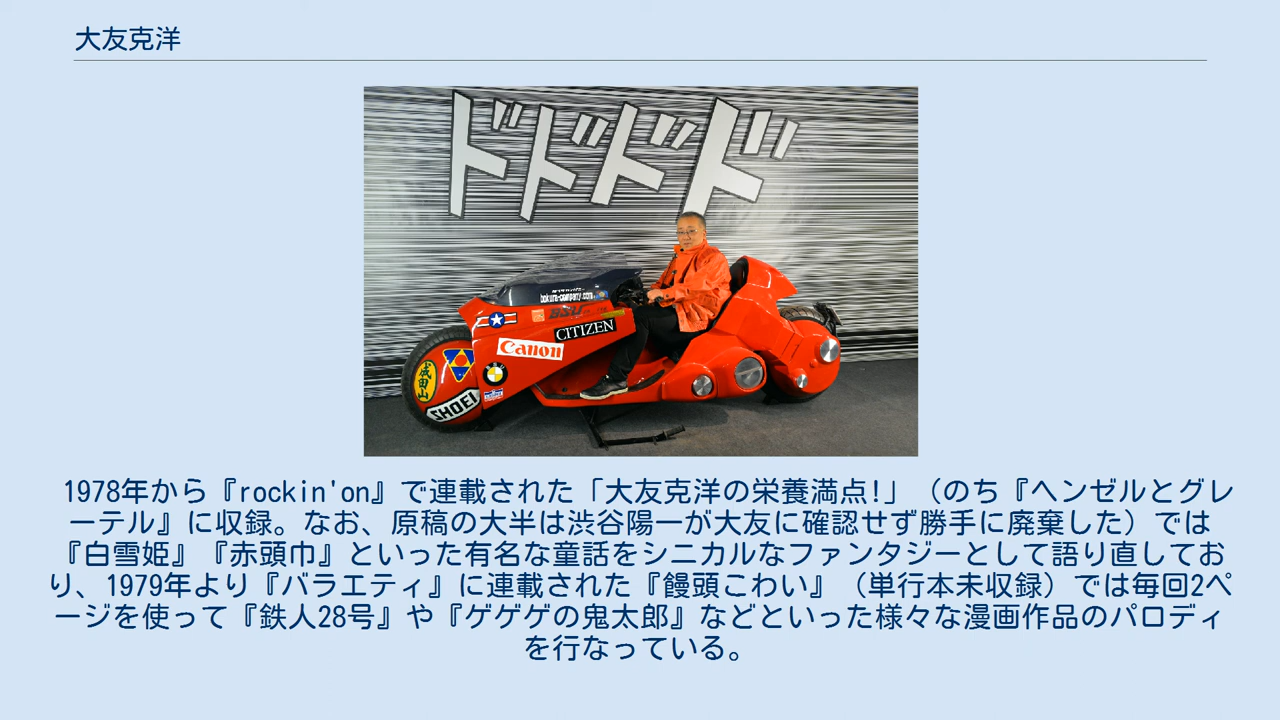 大友克洋
ドドドド
bokura-company.com
CITIZEN
Canon
成田山
SHOEI
1978年から『rockin'on』で連載された「大友克洋の栄養満点!」（のち『ヘンゼルとグレ
ーテル』に収録。なお、原稿の大半は渋谷陽一が大友に確認せず勝手に廃棄した）では
『白雪姫』『赤頭巾』といった有名な童話をシニカルなファンタジーとして語り直してお
り、1979年より『バラエティ』に連載された『饅頭こわい』（単行本未収録）では毎回2ペ
ージを使って『鉄人28号』や『ゲゲゲの鬼太郎』などといった様々な漫画作品のパロディ
を行なっている。